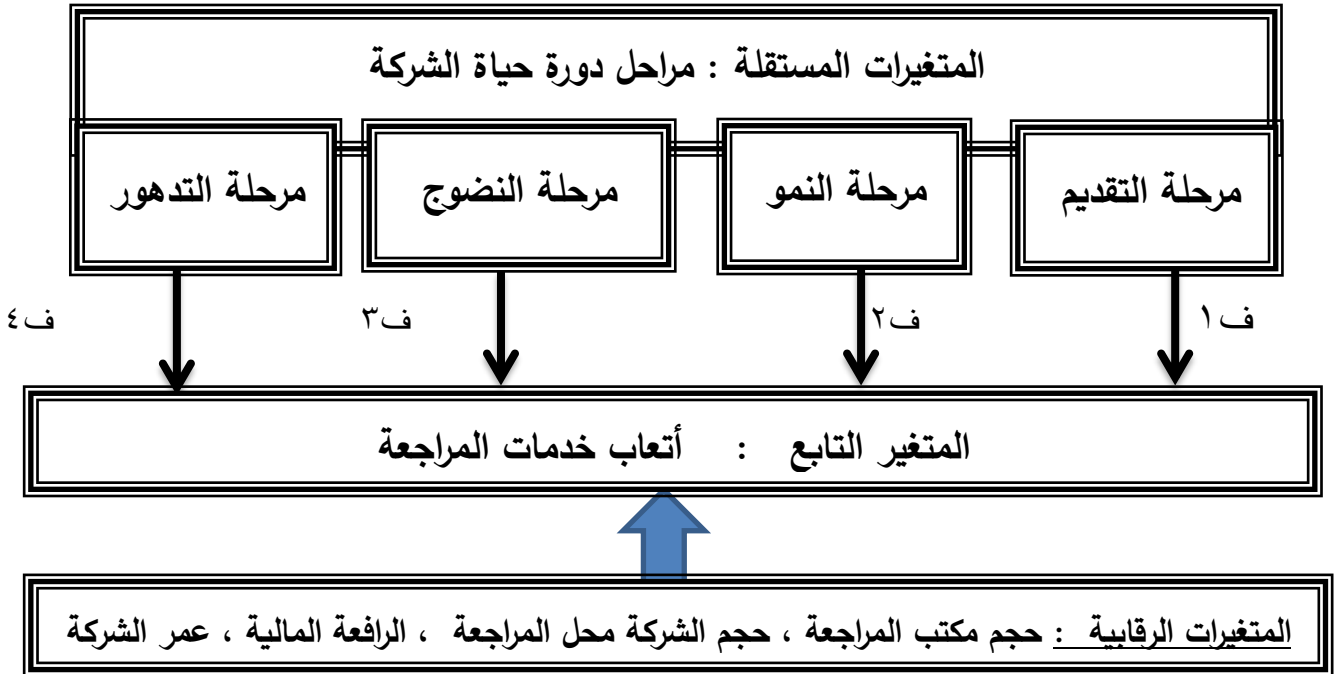 المتغيرات المستقلة : مراحل دورة حياة الشركة
مرحلة التقديم
مرحلة النمو
مرحلة النضوج
مرحلة التدهور
ف١
ف٢
ف٣
ف٤
المتغير التابع : أتعاب خدمات المراجعة
المتغيرات الرقابية : حجم مكتب المراجعة ، حجم الشركة محل المراجعة ، الرافعة المالية ، عمر الشركة